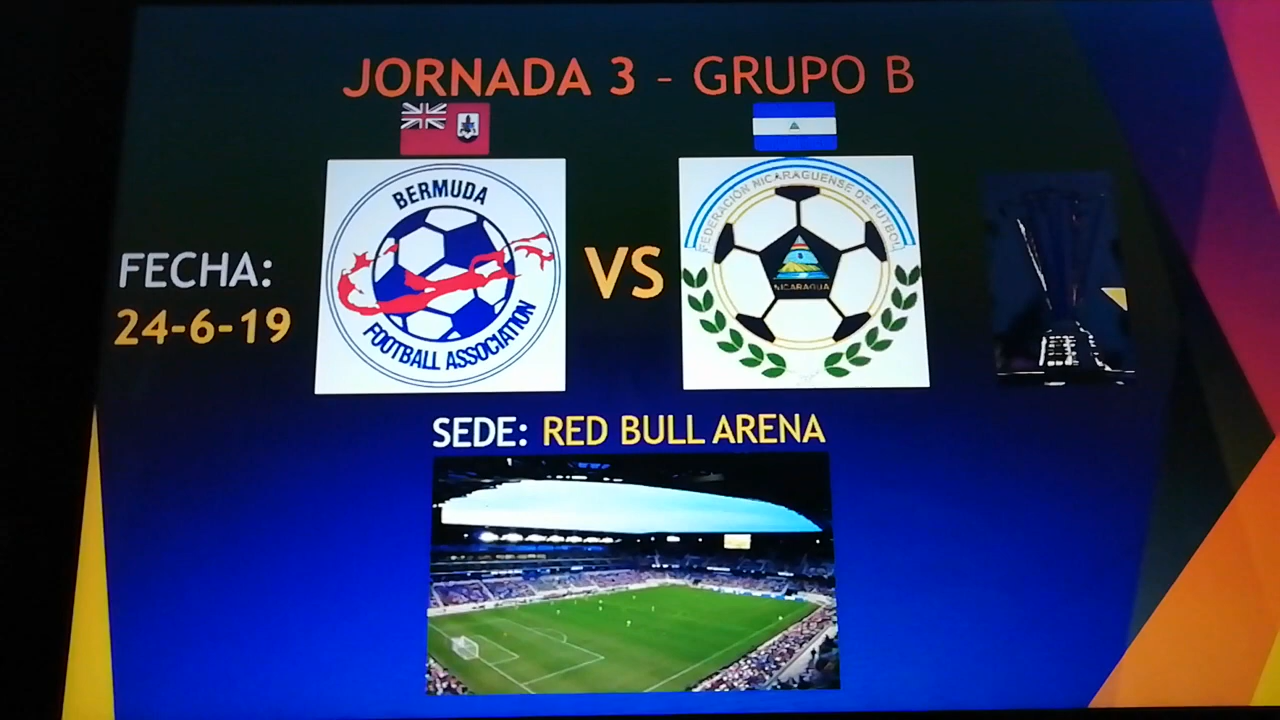 JORNADA 3 - GRUPO B
BERMUDA
FOOTBALL ASSOCIATION
VS
FEDERACIÓN NICARAGUENSE DE FUTBOL
NICARAGUA
FECHA:
24-6-19
SEDE: RED BULL ARENA